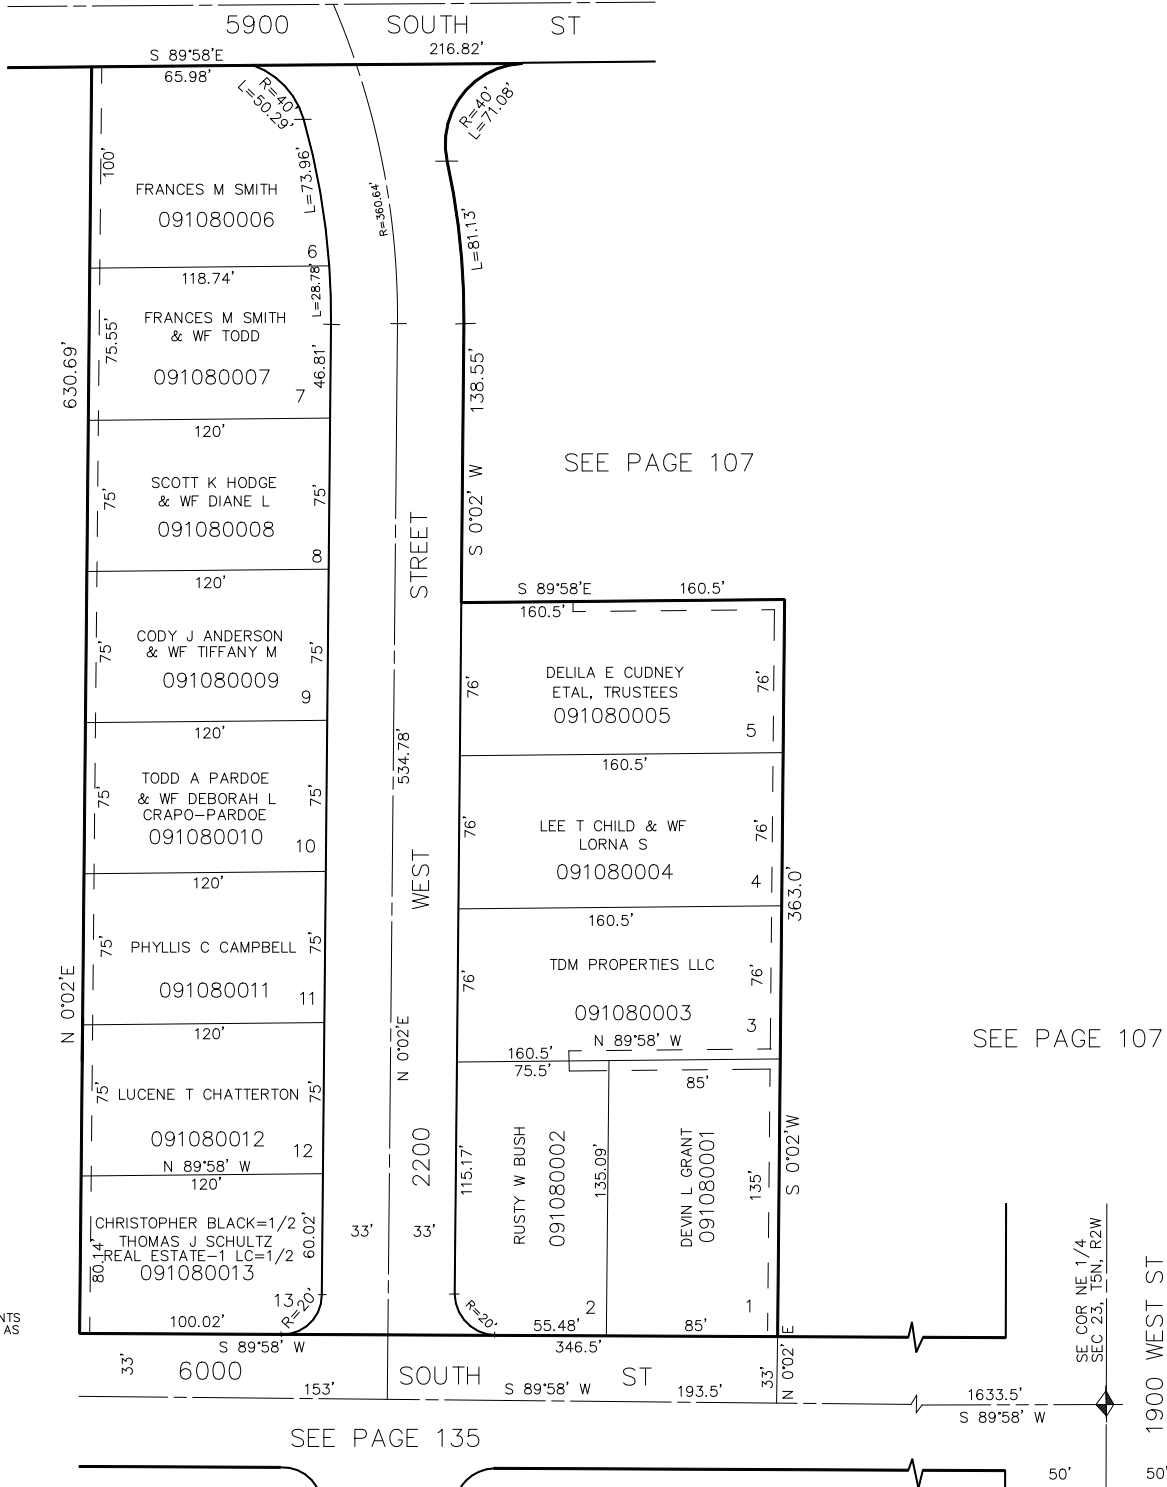 5900 SOUTH ST
S 89°58'E
216.82'
65.98'
R=40'
L=50.29'
R=40'
L=71.08'
100'
L=73.96'
R=360.64'
L=81.13'
FRANCES M SMITH
091080006
6
118.74'
L=28.78'
FRANCES M SMITH
& WF TODD
091080007
7
75.55'
46.81'
630.69'
138.55'
120'
SEE PAGE 107
SCOTT K HODGE
& WF DIANE L
091080008
8
75'
75'
S 0°02' W
STREET
120'
S 89°58'E
160.5'
160.5'
CODY J ANDERSON
& WF TIFFANY M
091080009
9
75'
75'
76'
DELILA E CUDNEY
ETAL, TRUSTEES
091080005
5
76'
120'
534.78'
160.5'
TODD A PARDOE
& WF DEBORAH L
CRAPO-PARDOE
091080010
10
75'
75'
76'
LEE T CHILD & WF
LORNA S
091080004
4
76'
120'
WEST
363.0'
160.5'
PHYLLIS C CAMPBELL
091080011
11
75'
75'
N 0°02'E
76'
TDM PROPERTIES LLC
091080003
3
76'
N 89°58' W
160.5'
75.5'
85'
SEE PAGE 107
120'
N 0°02'E
LUCENE T CHATTERTON
091080012
12
75'
75'
N 89°58' W
120'
2200
115.17'
RUSTY W BUSH
091080002
135.09'
DEVIN L GRANT
091080001
135'
S 0°02'W
CHRISTOPHER BLACK=1/2
THOMAS J SCHULTZ
REAL ESTATE-1 LC=1/2
091080013
13
80.14'
60.02'
33'
33'
R=20'
R=20'
2
1
100.02'
55.48'
85'
S 89°58' W
346.5'
NTS
AS
33'
6000 SOUTH ST
153'
S 89°58' W
193.5'
33'
N 0°02' E
SE COR NE 1/4
SEC 23, T5N, R2W
1900 WEST ST
1633.5'
S 89°58' W
SEE PAGE 135
50'
50'